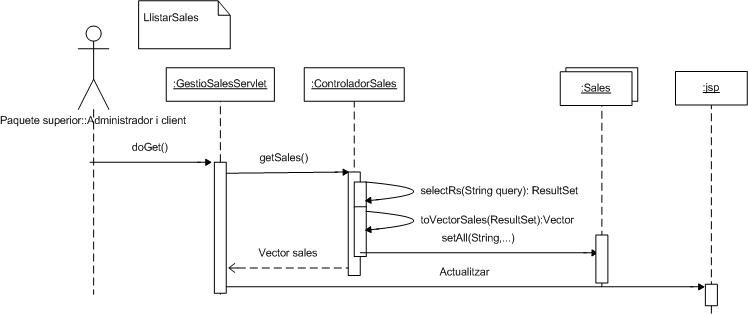 LlistarSales
:GestioSalesServlet
:ControladorSales
:Sales
:jsp
Paquete superior::Administrador i client
doGet()
getSales()
selectRs(String query): ResultSet
toVectorSales(ResultSet):Vector
setAll(String,...)
Vector sales
Actualitzar